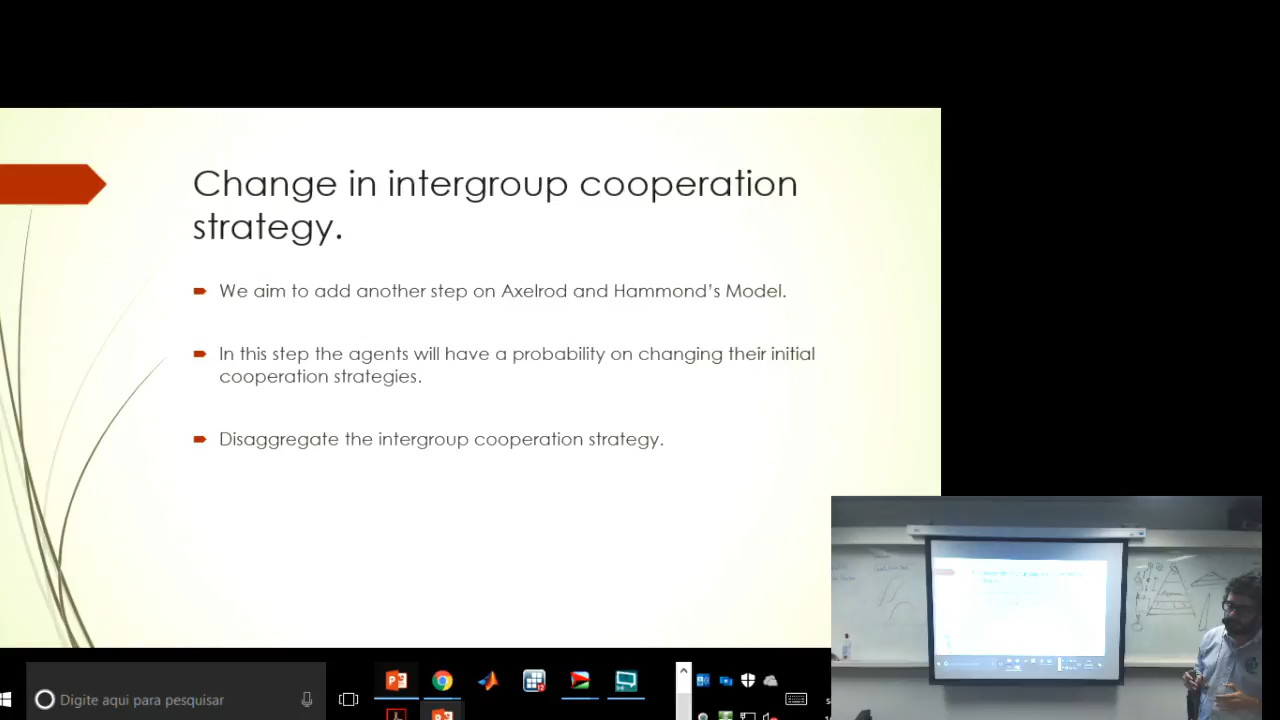 Change in intergroup cooperation
strategy.
We aim to add another step on Axelrod and Hammond's Model.
In this step the agents will have a probability on changing their initial
cooperation strategies.
Disaggregate the intergroup cooperation strategy.
Digite aqui para pesquisar